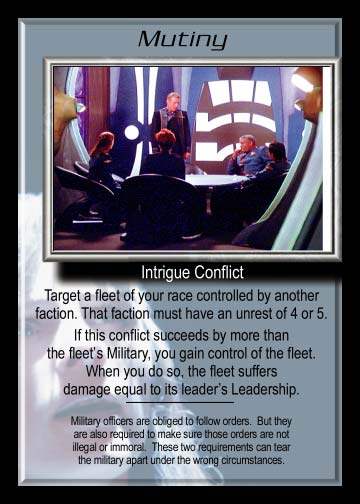 Mutiny
Intrigue Conflict
Target a fleet of your race controlled by another
faction. That faction must have an unrest of 4 or 5.
If this conflict succeeds by more than
the fleet's Military, you gain control of the fleet.
When you do so, the fleet suffers
damage equal to its leader's Leadership.
Military officers are obliged to follow orders. But they
are also required to make sure those orders are not
illegal or immoral. These two requirements can tear
the military apart under the wrong circumstances.